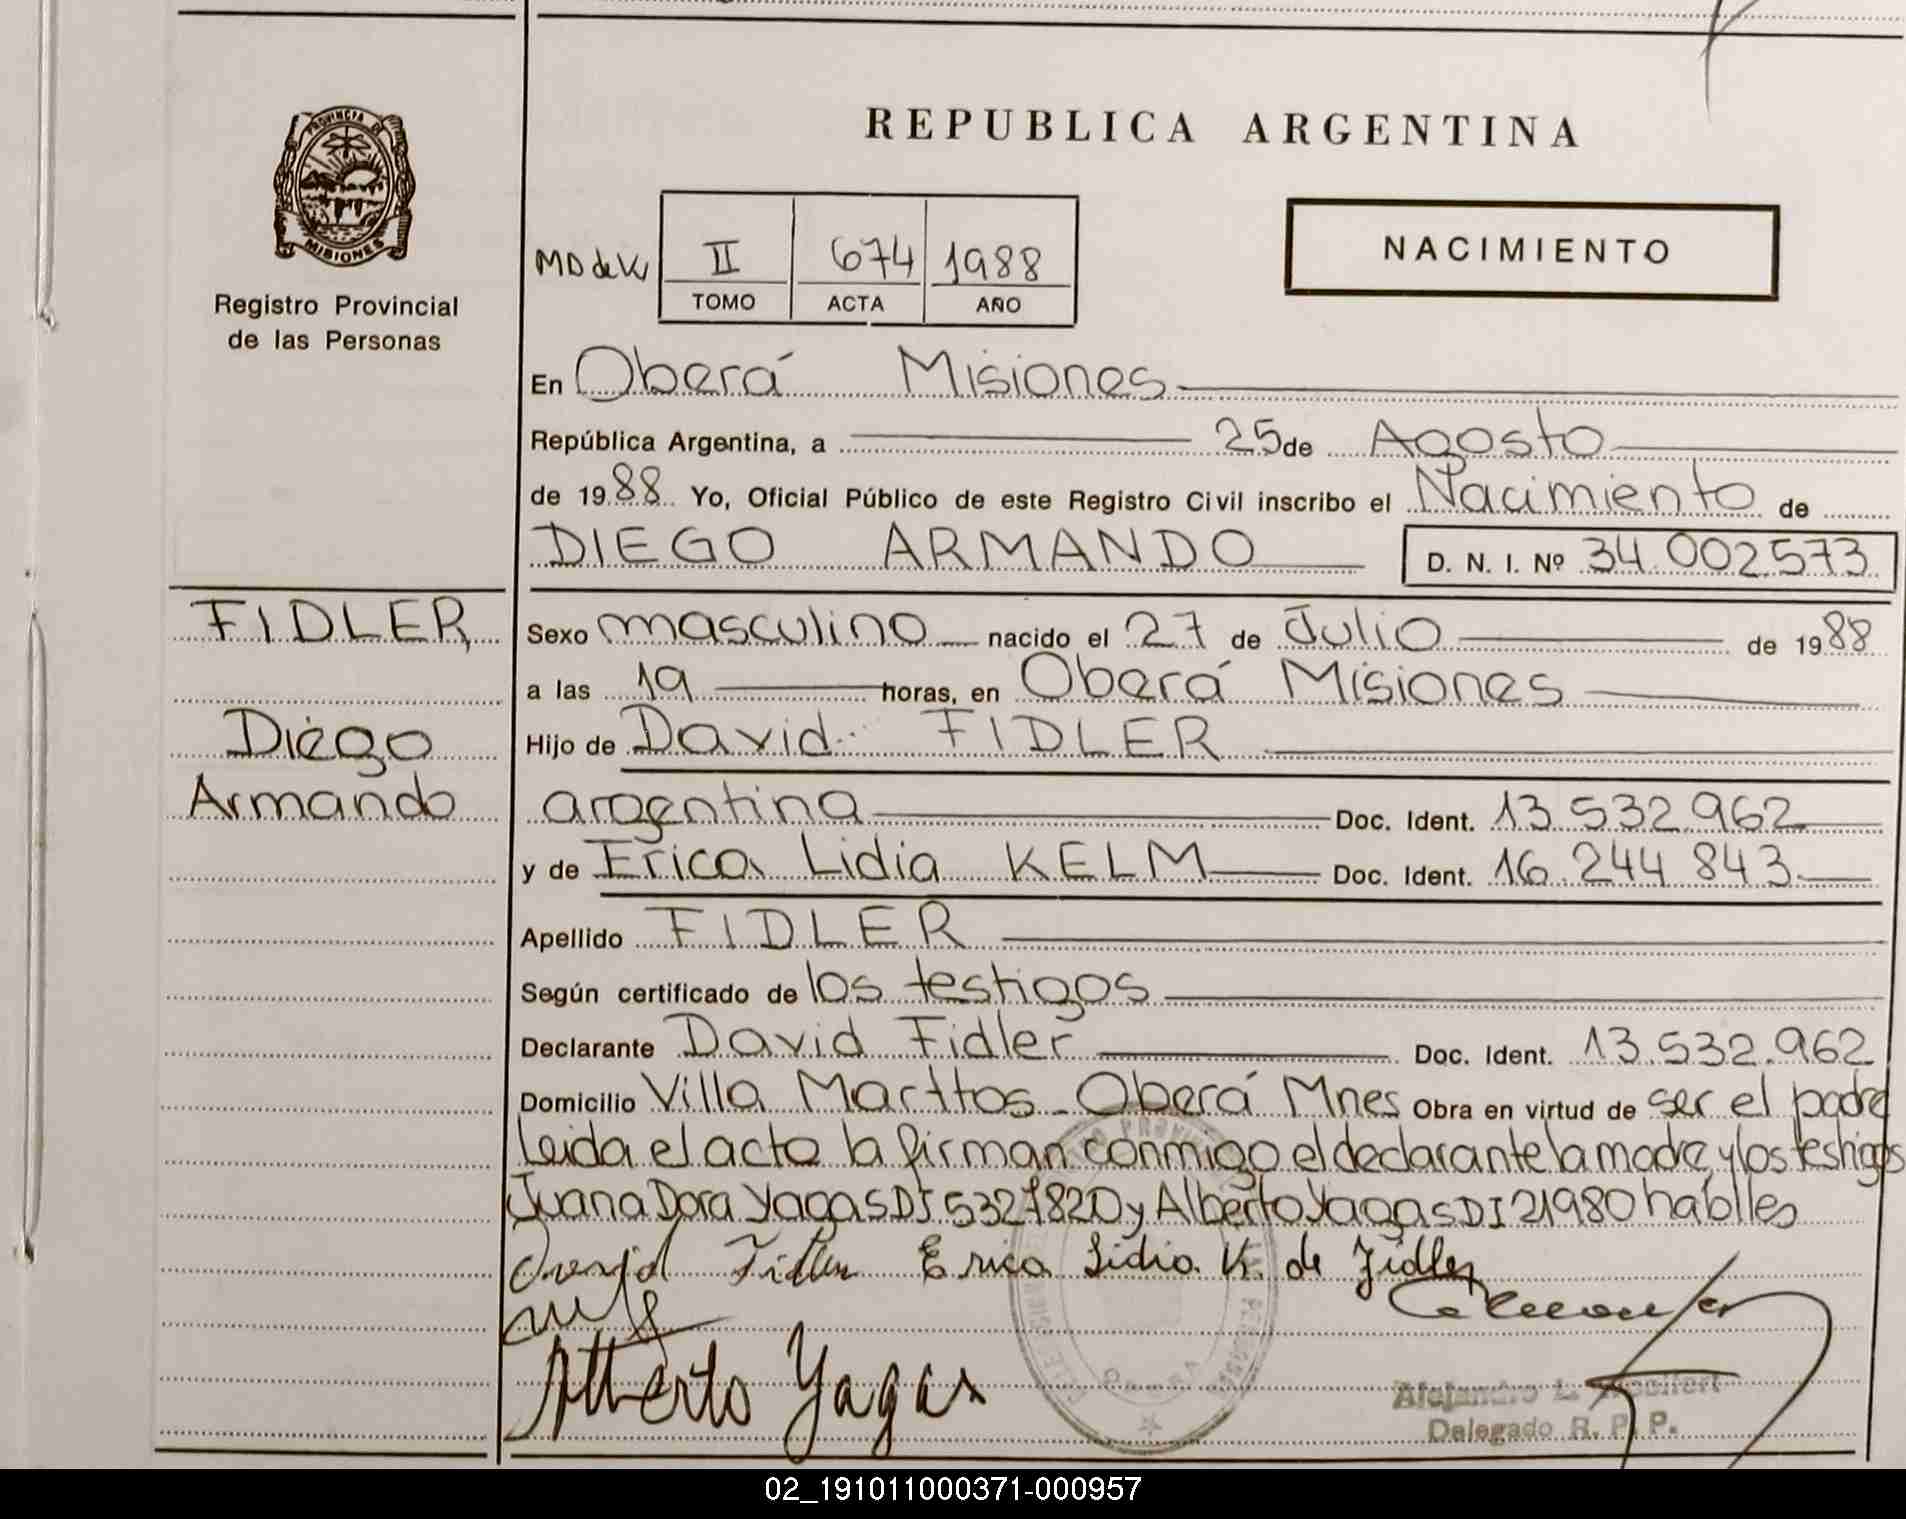 REPUBLICA ARGENTINA
PROVINCIA DE
MISIONES
Registro Provincial
de las Personas
II 674 1988
TOMO ACTA AÑO
NACIMIENTO
En Oberá Misiones
República Argentina, a 25 de Agosto
de 1988 Yo, Oficial Público de este Registro Civil inscribo el Nacimiento de
DIEGO ARMANDO D. N. I. Nº 34.002.573
FIDLER,
Diego
Armando
Sexo masculino nacido el 27 de Julio de 1988
a las 19 horas, en Oberá Misiones
Hijo de David FIDLER
argentina Doc. Ident. 13.532.962
y de Erica Lidia KELM Doc. Ident. 16.244.843
Apellido FIDLER
Según certificado de los testigos
Declarante David Fidler Doc. Ident. 13.532.962
Domicilio Villa Oberá Mnes Obra en virtud de ser el padre
Leida el acto la firman conmigo el declarante la madre y los testigos
Juana Dora Yagas DI 5327820 y Alberto Yagas DI 21980
David Fidler Erica Lidia K. de Fidler
Alberto Yagas
Alejandro L.
Delegado R. P. P.
02_191011000371-000957